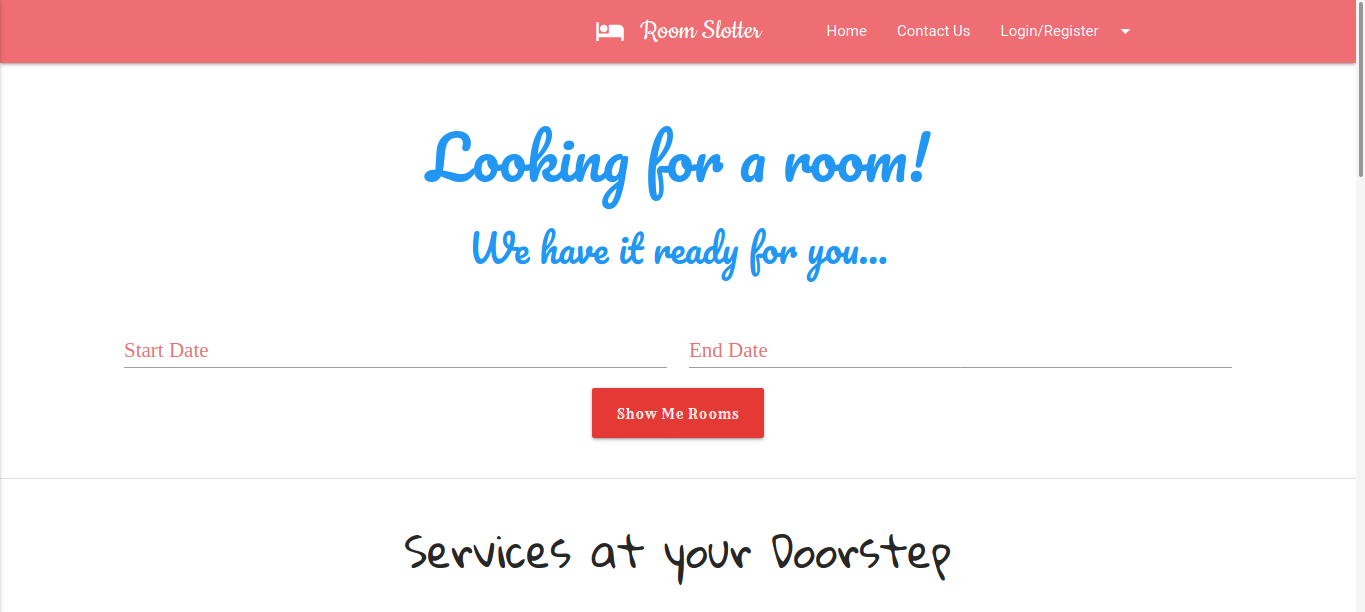 Room Slotter Home Contact Us Login/Register
Looking for a room!
We have it ready for you...
Start Date End Date
Show Me Rooms
Services at your Doorstep